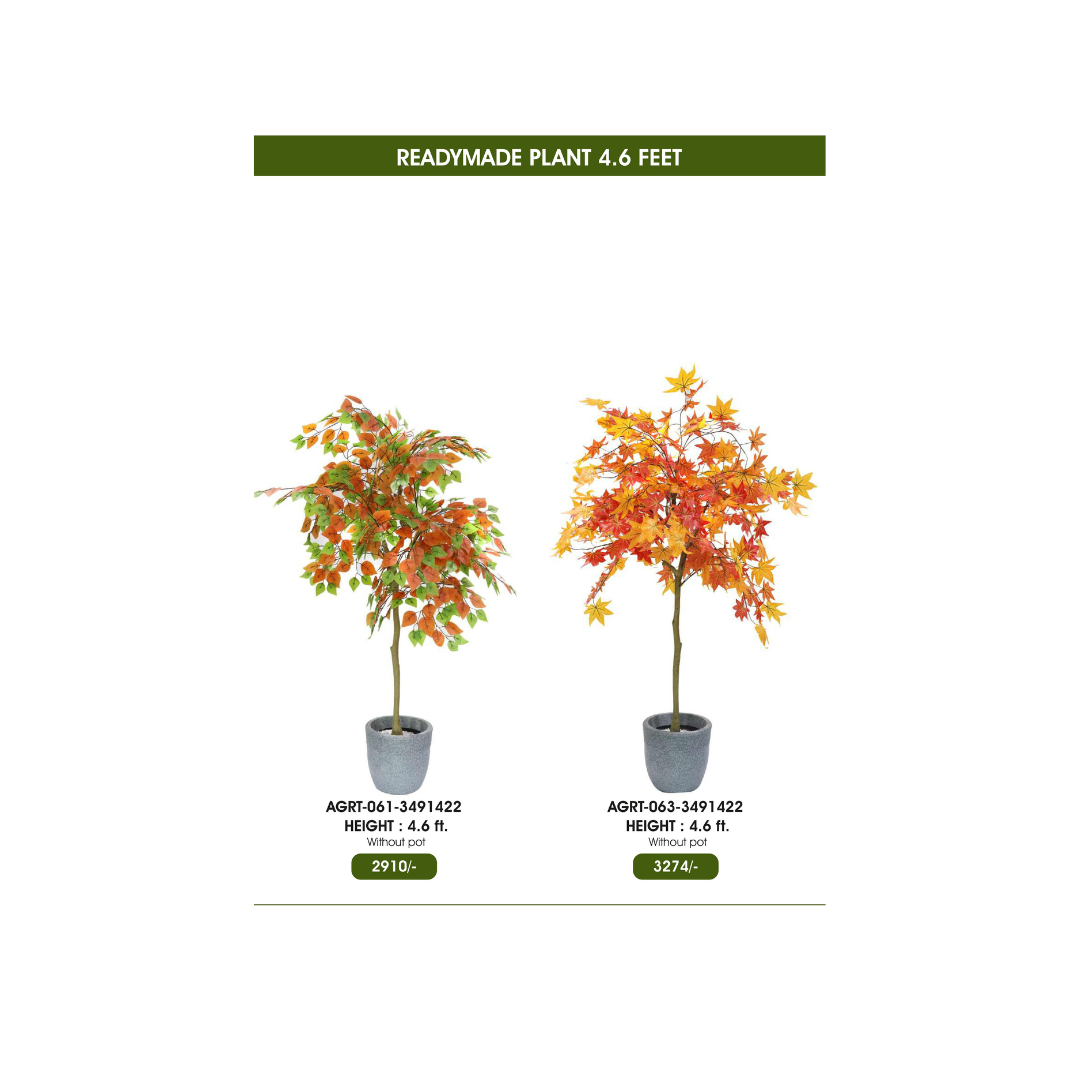 READYMADE PLANT 4.6 FEET
AGRT-061-3491422
HEIGHT : 4.6 ft.
Without pot
2910/-
AGRT-063-3491422
HEIGHT : 4.6 ft.
Without pot
3274/-